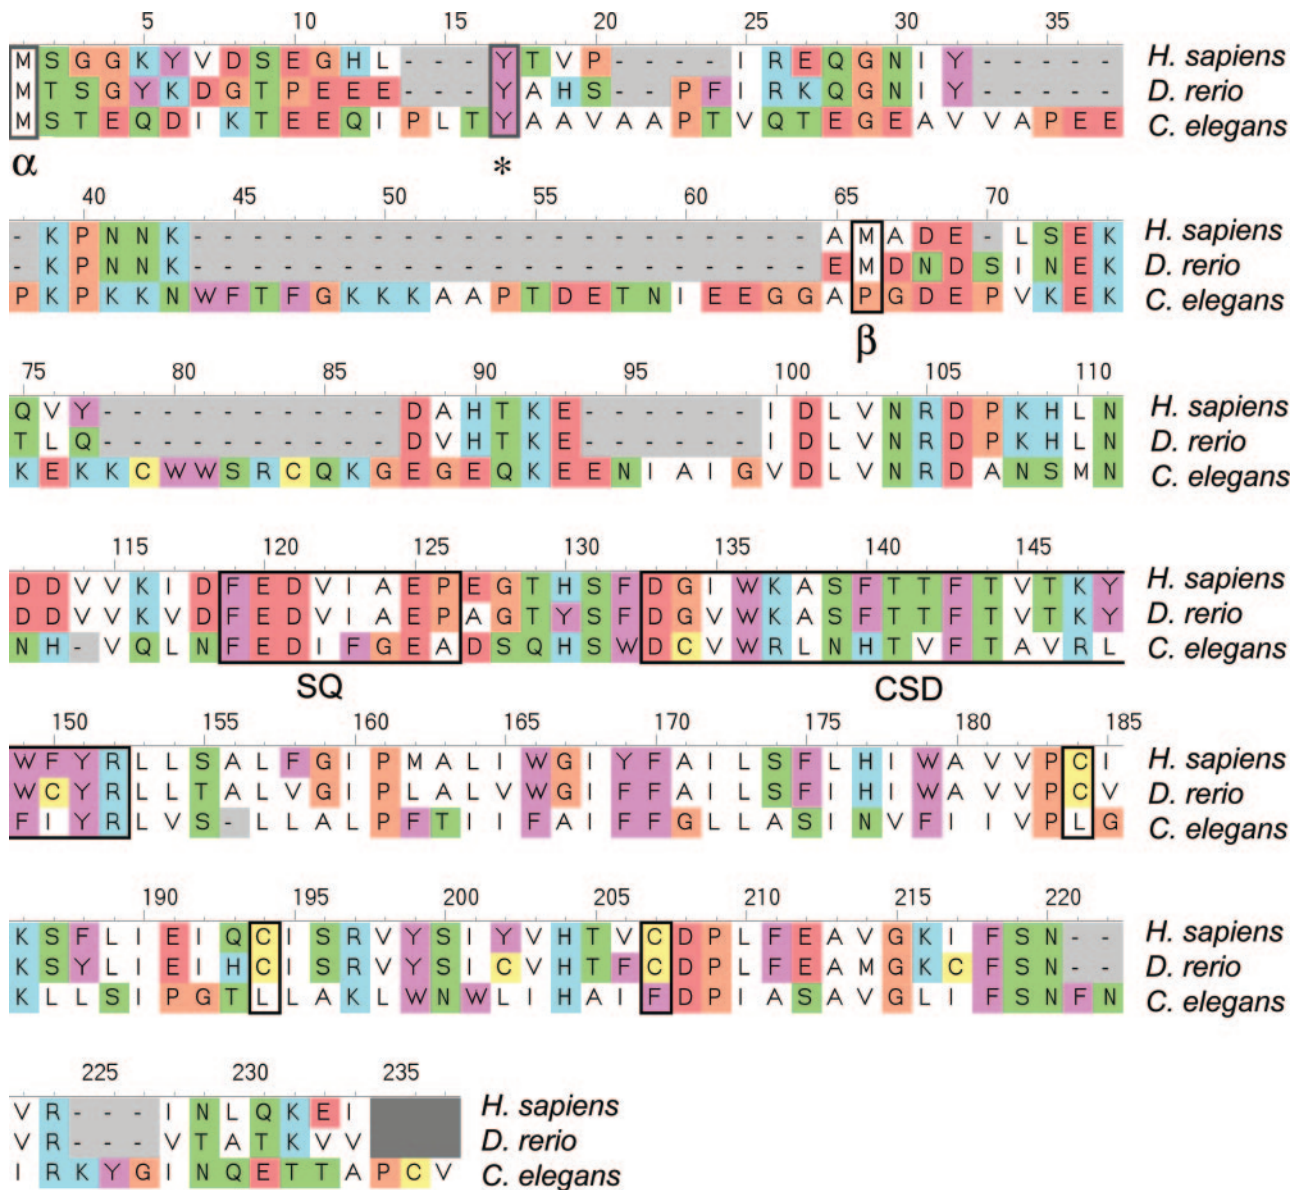 5 10 15 20 25 30 35
M S G G K Y V D S E G H L - - - Y T V P - - - - I R E Q G N I Y - - - - - H. sapiens
M T S G Y K D G T P E E E - - - Y A H S - - P F I R K Q G N I Y - - - - - D. rerio
M S T E Q D I K T E E Q I P L T Y A A V A A P T V Q T E G E A V V A P E E C. elegans
α *
40 45 50 55 60 65 70
- K P N N K - - - - - - - - - - - - - - - - - - - - - A M A D E - L S E K H. sapiens
- K P N N K - - - - - - - - - - - - - - - - - - - - - E M D N D S I N E K D. rerio
P K P K K N W F T F G K K K A A P T D E T N I E E G G A P G D E P V K E K C. elegans
β
75 80 85 90 95 100 105 110
Q V Y - - - - - - - - - - D A H T K E - - - - - - I D L V N R D P K H L N H. sapiens
T L Q - - - - - - - - - - D V H T K E - - - - - - I D L V N R D P K H L N D. rerio
K E K K C W W S R C Q K G E G E Q K E E N I A I G V D L V N R D A N S M N C. elegans
115 120 126 130 135 140 145
D D V V K I D F E D V I A E P E G T H S F D G I W K A S F T T F T V T K Y H. sapiens
D D V V K V D F E D V I A E P A G T Y S F D G V W K A S F T T F T V T K Y D. rerio
N H - V Q L N F E D I F G E A D S Q H S W D C V W R L N H T V F T A V R L C. elegans
SQ CSD
150 155 160 165 170 175 180 185
W F Y R L L S A L F G I P M A L I W G I Y F A I L S F L H I W A V V P C I H. sapiens
W C Y R L L T A L V G I P L A L V W G I F F A I L S F I H I W A V V P C V D. rerio
F I Y R L V S - L L A L P F T I I F A I F F G L L A S I N V F I I V P L G C. elegans
190 195 200 205 210 215 220
K S F L I E I Q C I S R V Y S I Y V H T V C D P L F E A V G K I F S N - - H. sapiens
K S Y L I E I H C I S R V Y S I C V H T F C D P L F E A M G K C F S N - - D. rerio
K L L S I P G T L L A K L W N W L I H A I F D P I A S A V G L I F S N F N C. elegans
225 230 235
V R - - - I N L Q K E I H. sapiens
V R - - - V T A T K V V D. rerio
I R K Y G I N Q E T T A P C V C. elegans